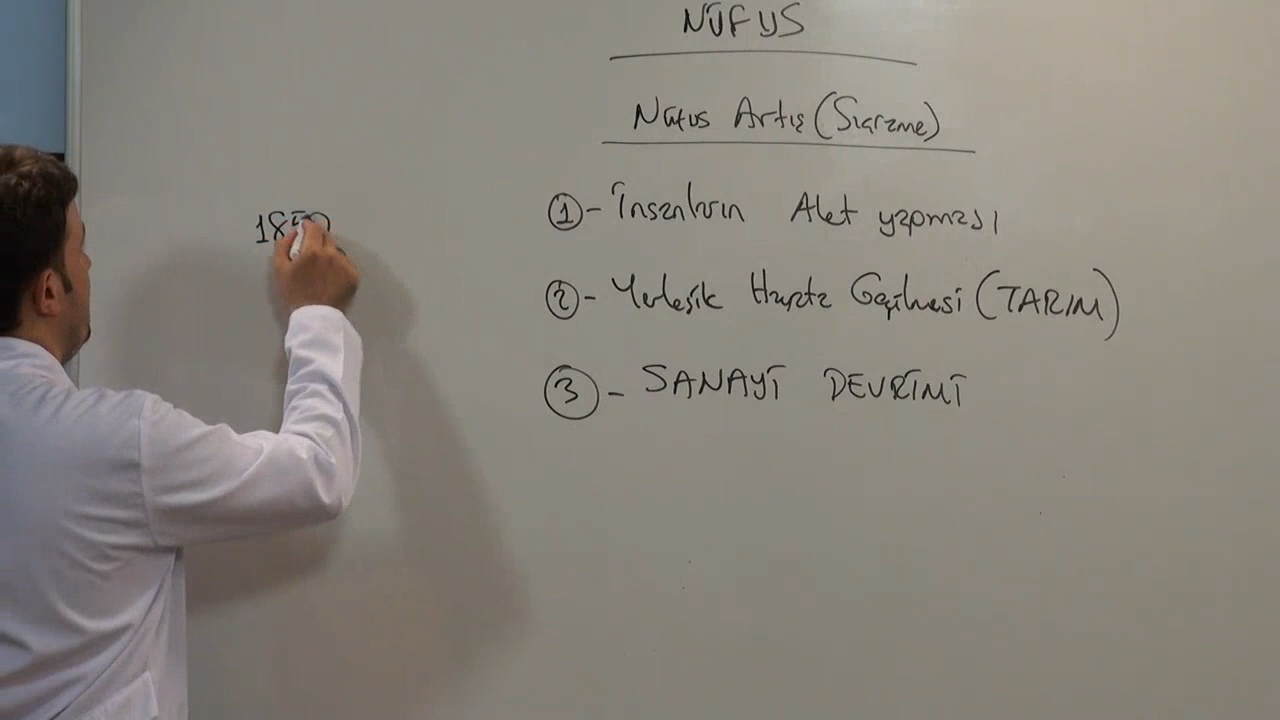 NÜFUS
Nüfus Artış (Sıçrama)
1850
①- İnsanların Alet yapması
②- Yerleşik Hayata Geçilmesi (TARIM)
③- SANAYİ DEVRİMİ